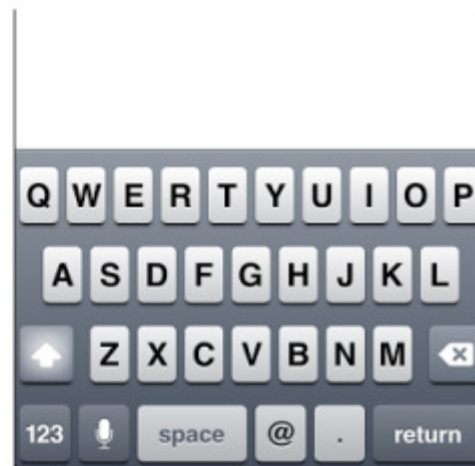 Q W E R T Y U I O P
A S D F G H J K L
Z X C V B N M
123 space @ . return